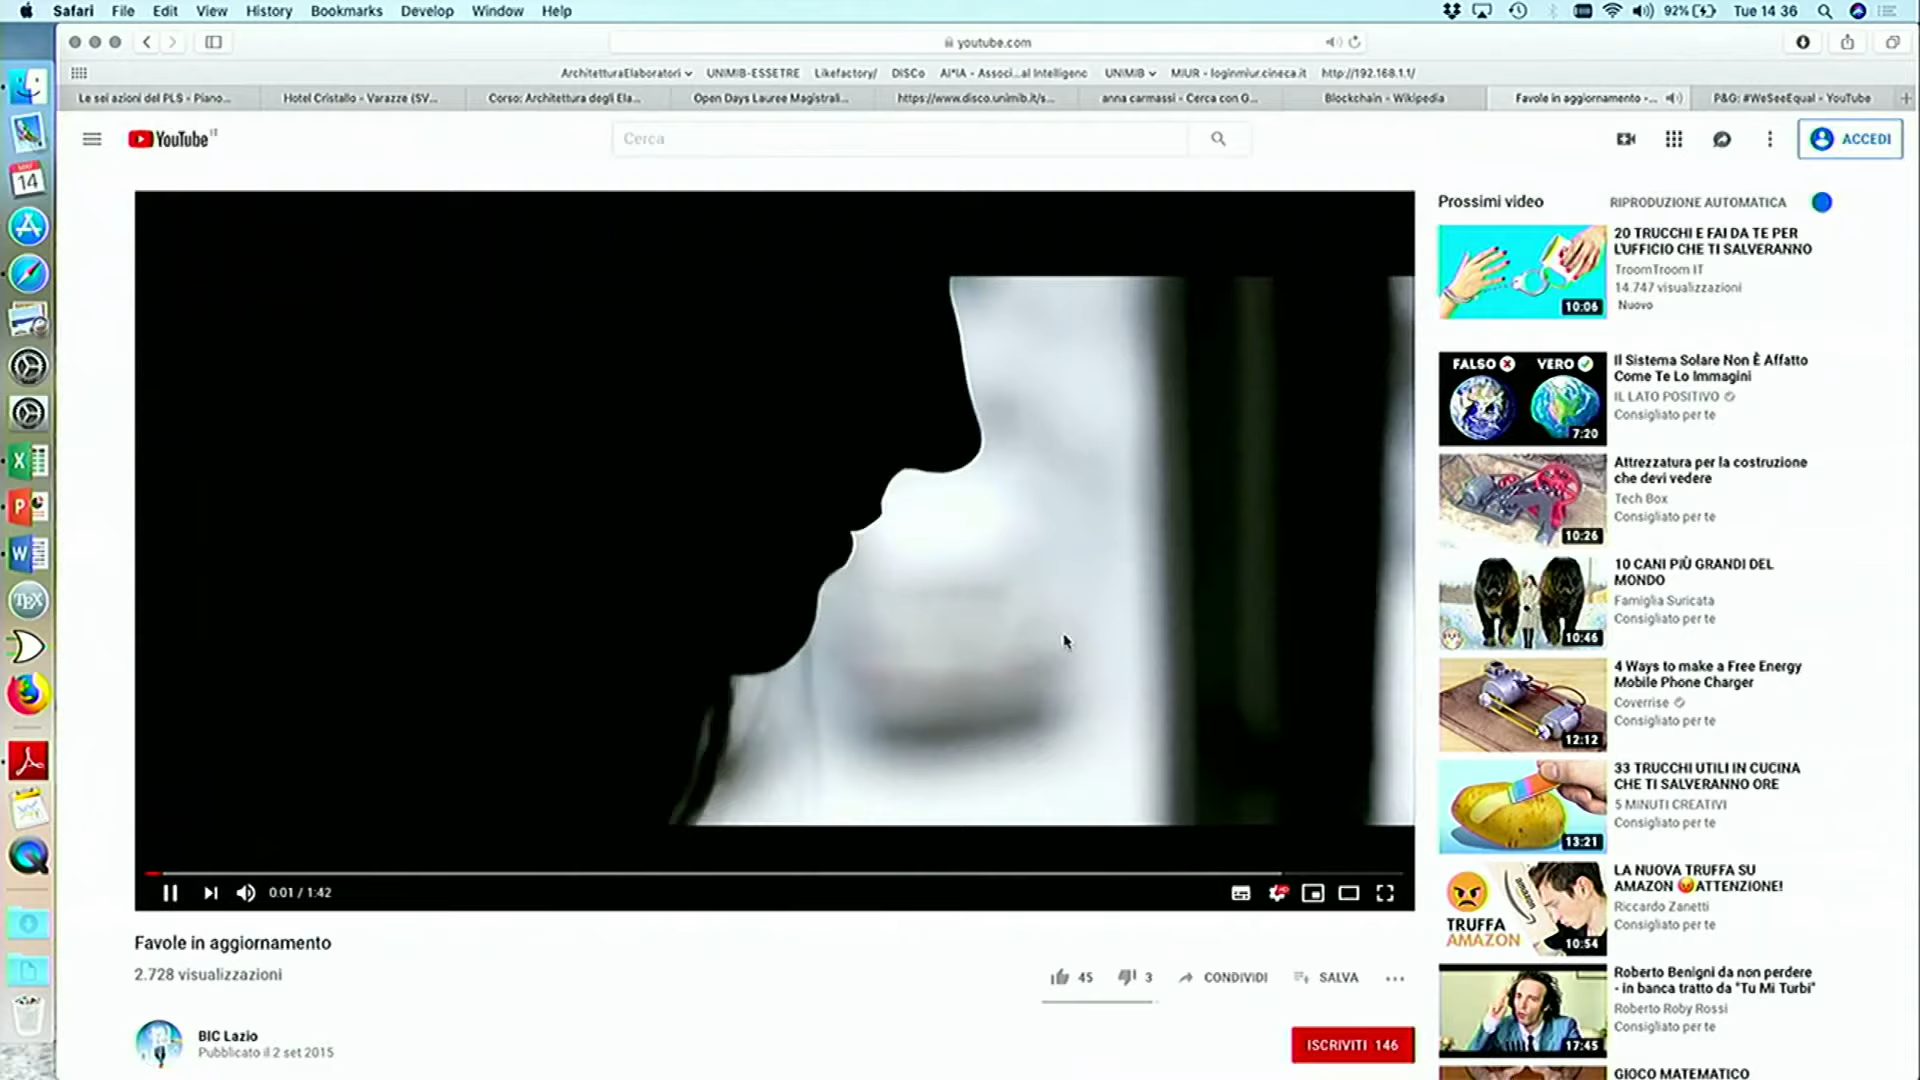 Safari File Edit View History Bookmarks Develop Window Help
92% Tue 14 36
youtube.com
ArchitetturaElaboratori UNIMIB-ESSETRE Likefactory/ DISCo AI*IA - Associ...al Intelligenc UNIMIB MIUR - loginmiur.cineca.it http://192.168.1.1/
Le sei azioni del PLS - Piano... Hotel Cristallo - Varazze (SV... Corso: Architettura degli Ela... Open Days Lauree Magistrali... https://www.disco.unimib.it/s... anna carmassi - Cerca con G... Blockchain - Wikipedia Favole in aggiornamento -... P&G: #WeSeeEqual - YouTube
YouTube IT
Cerca
ACCEDI
14
Prossimi video
RIPRODUZIONE AUTOMATICA
20 TRUCCHI E FAI DA TE PER
L'UFFICIO CHE TI SALVERANNO
TroomTroom IT
14.747 visualizzazioni
Nuovo
10:06
FALSO VERO
7:20
Il Sistema Solare Non È Affatto
Come Te Lo Immagini
IL LATO POSITIVO
Consigliato per te
Attrezzatura per la costruzione
che devi vedere
Tech Box
Consigliato per te
10:26
10 CANI PIÙ GRANDI DEL
MONDO
Famiglia Suricata
Consigliato per te
10:46
4 Ways to make a Free Energy
Mobile Phone Charger
Coverrise
Consigliato per te
12:12
33 TRUCCHI UTILI IN CUCINA
CHE TI SALVERANNO ORE
5 MINUTI CREATIVI
Consigliato per te
13:21
LA NUOVA TRUFFA SU
AMAZON 😡ATTENZIONE!
Riccardo Zanetti
Consigliato per te
amazon
TRUFFA
AMAZON
10:54
Roberto Benigni da non perdere
- in banca tratto da "Tu Mi Turbi"
Roberto Roby Rossi
Consigliato per te
17:45
GIOCO MATEMATICO
X
P
W
TEX
0:01 / 1:42
HD
Favole in aggiornamento
2.728 visualizzazioni
45 3 CONDIVIDI SALVA
BIC Lazio
Pubblicato il 2 set 2015
ISCRIVITI 146